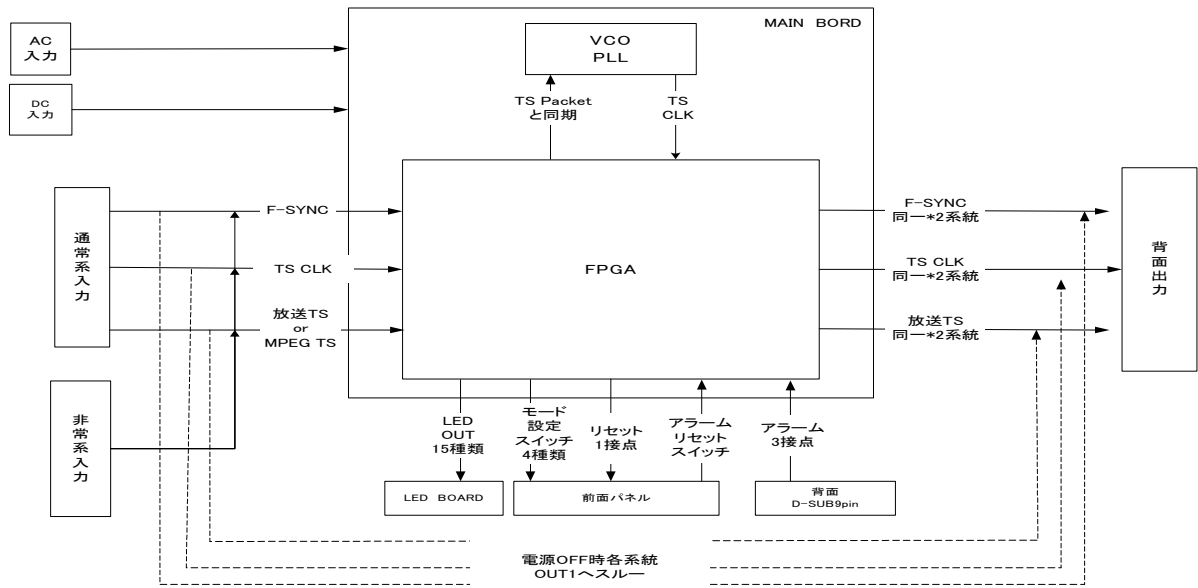 MAIN BORD
AC
入力
DC
入力
VCO
PLL
TS Packet
と同期
TS
CLK
通常系入力
非常系入力
F-SYNC
TS CLK
放送TS
or
MPEG TS
FPGA
F-SYNC
同一*2系統
TS CLK
同一*2系統
放送TS
同一*2系統
背面出力
LED
OUT
15種類
モード
設定
スイッチ
4種類
リセット
1接点
アラーム
リセット
スイッチ
アラーム
3接点
LED BOARD
前面パネル
背面
D-SUB9pin
電源OFF時各系統
OUT1へスルー